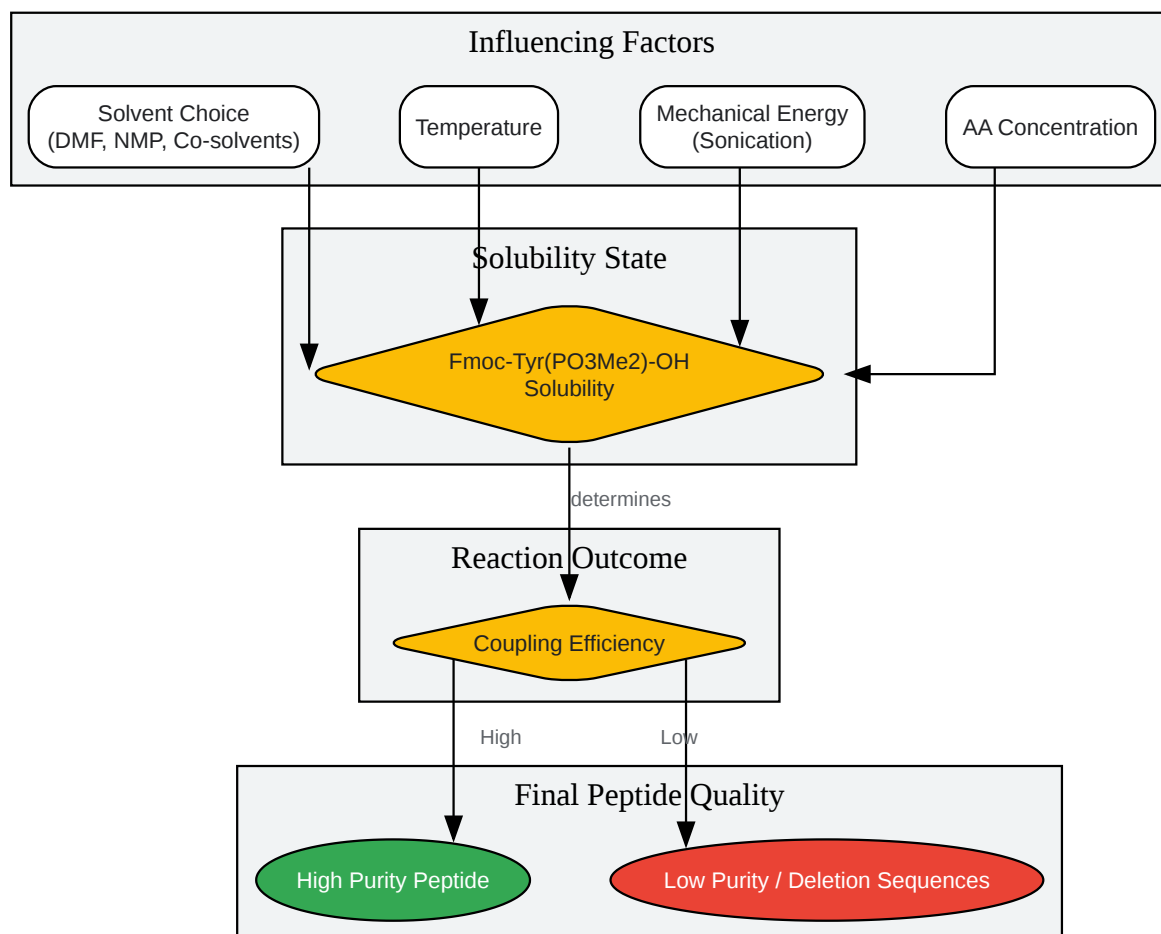 Influencing Factors
Solvent Choice
(DMF, NMP, Co-solvents)
Temperature
Mechanical Energy
(Sonication)
AA Concentration
Solubility State
Fmoc-Tyr(PO3Me2)-OH
Solubility
determines
Reaction Outcome
Coupling Efficiency
High
Low
Final Peptide Quality
High Purity Peptide
Low Purity / Deletion Sequences